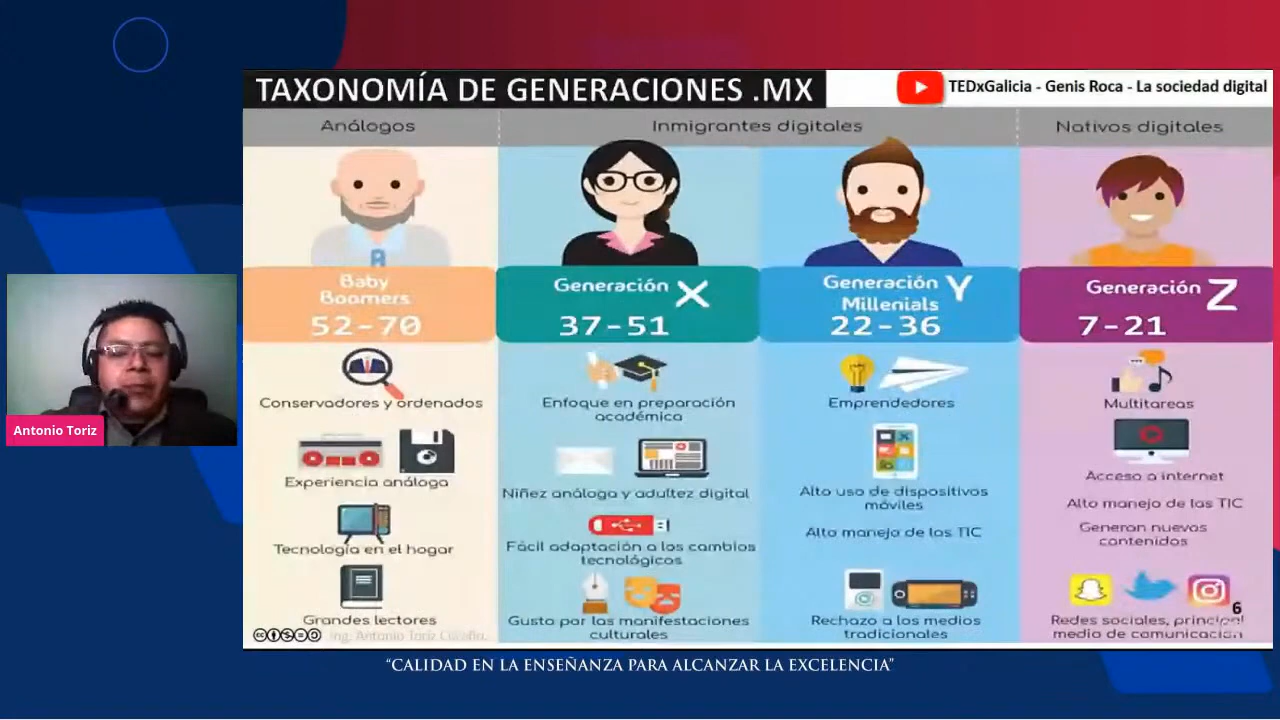 TAXONOMÍA DE GENERACIONES .MX
TEDxGalicia - Genis Roca - La sociedad digital
Análogos
Inmigrantes digitales
Nativos digitales
Baby
Boomers
52-70
Generación X
37-51
Generación Y
Millenials
22-36
Generación Z
7-21
Conservadores y ordenados
Experiencia análoga
Tecnología en el hogar
Grandes lectores
Enfoque en preparación
académica
Niñez análoga y adultez digital
Fácil adaptación a los cambios
tecnológicos
Gusto por las manifestaciones
culturales
Emprendedores
Alto uso de dispositivos
móviles
Alto manejo de las TIC
Rechazo a los medios
tradicionales
Multitareas
Acceso a internet
Alto manejo de las TIC
Generan nuevos
contenidos
Redes sociales, principal
medio de comunicación
6
Ing. Antonio Toriz
Antonio Toriz
“CALIDAD EN LA ENSEÑANZA PARA ALCANZAR LA EXCELENCIA”